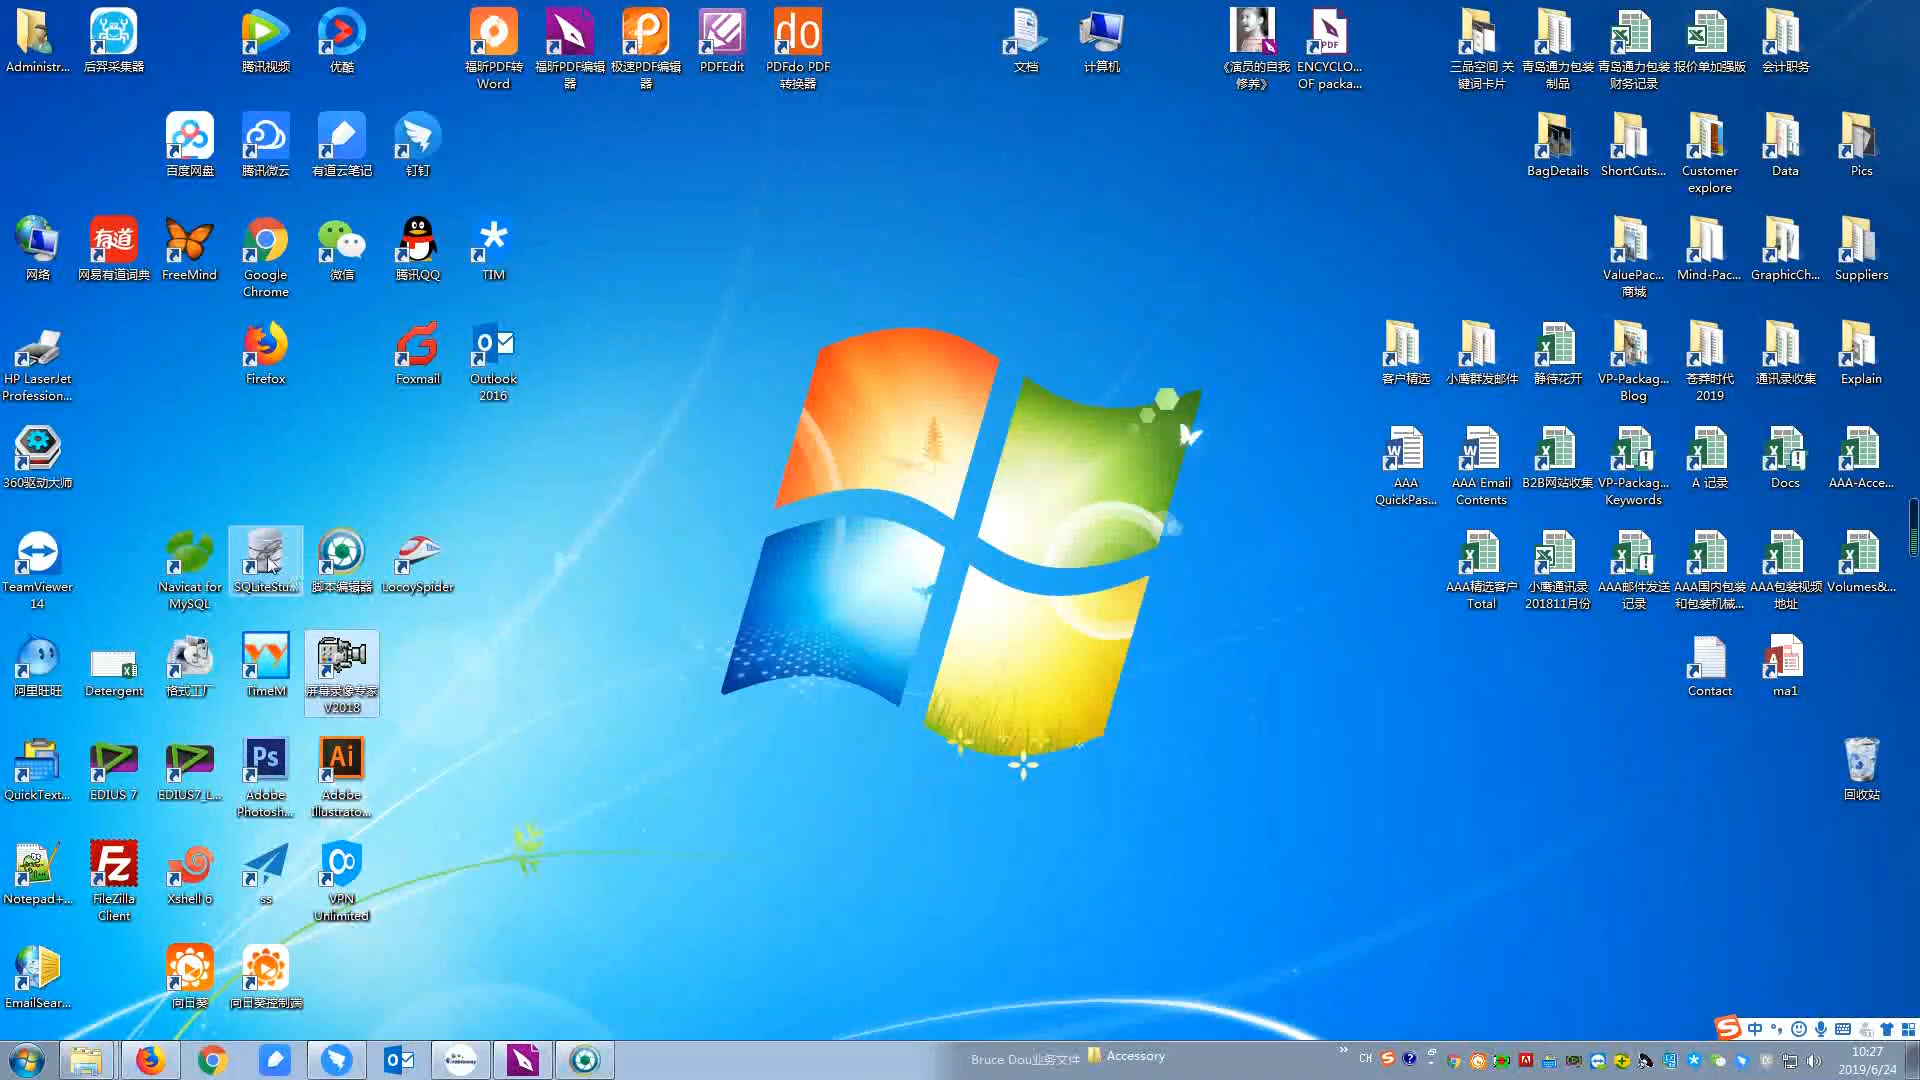 Administr...
后羿采集器
腾讯视频
优酷
福昕PDF转
Word
福昕PDF编辑
器
极速PDF编辑
器
PDFEdit
PDFdo PDF
转换器
文档
计算机
《演员的自我
修养》
ENCYCLO...
OF packa...
三品空间 关
键词卡片
青岛通力包装
制品
青岛通力包装
财务记录
报价单加强版
会计职务
百度网盘
腾讯微云
有道云笔记
钉钉
BagDetails
ShortCuts...
Customer
explore
Data
Pics
网络
有道
网易有道词典
FreeMind
Google
Chrome
微信
腾讯QQ
TIM
ValuePac...
商城
Mind-Pac...
GraphicCh...
Suppliers
HP LaserJet
Profession...
Firefox
Foxmail
Outlook
2016
客户精选
小鹰群发邮件
静待花开
VP-Packag...
Blog
苍莽时代
2019
通讯录收集
Explain
360驱动大师
AAA
QuickPas...
AAA Email
Contents
B2B网站收集
VP-Packag...
Keywords
A 记录
Docs
AAA-Acce...
TeamViewer
14
Navicat for
MySQL
SQLiteStu...
脚本编辑器
LocoySpider
AAA精选客户
Total
小鹰通讯录
201811月份
AAA邮件发送
记录
AAA国内包装
和包装机械...
AAA包装视频
地址
Volumes&...
阿里旺旺
Detergent
格式工厂
TimeM
屏幕录像专家
V2018
Contact
ma1
QuickText...
EDIUS 7
EDIUS7_L...
Ps
Adobe
Photosh...
Ai
Adobe
Illustrato...
回收站
Notepad+...
FileZilla
Client
Xshell 6
ss
VPN
Unlimited
EmailSear...
向日葵
向日葵控制端
中
Bruce Dou业务文件
Accessory
CH
10:27
2019/6/24